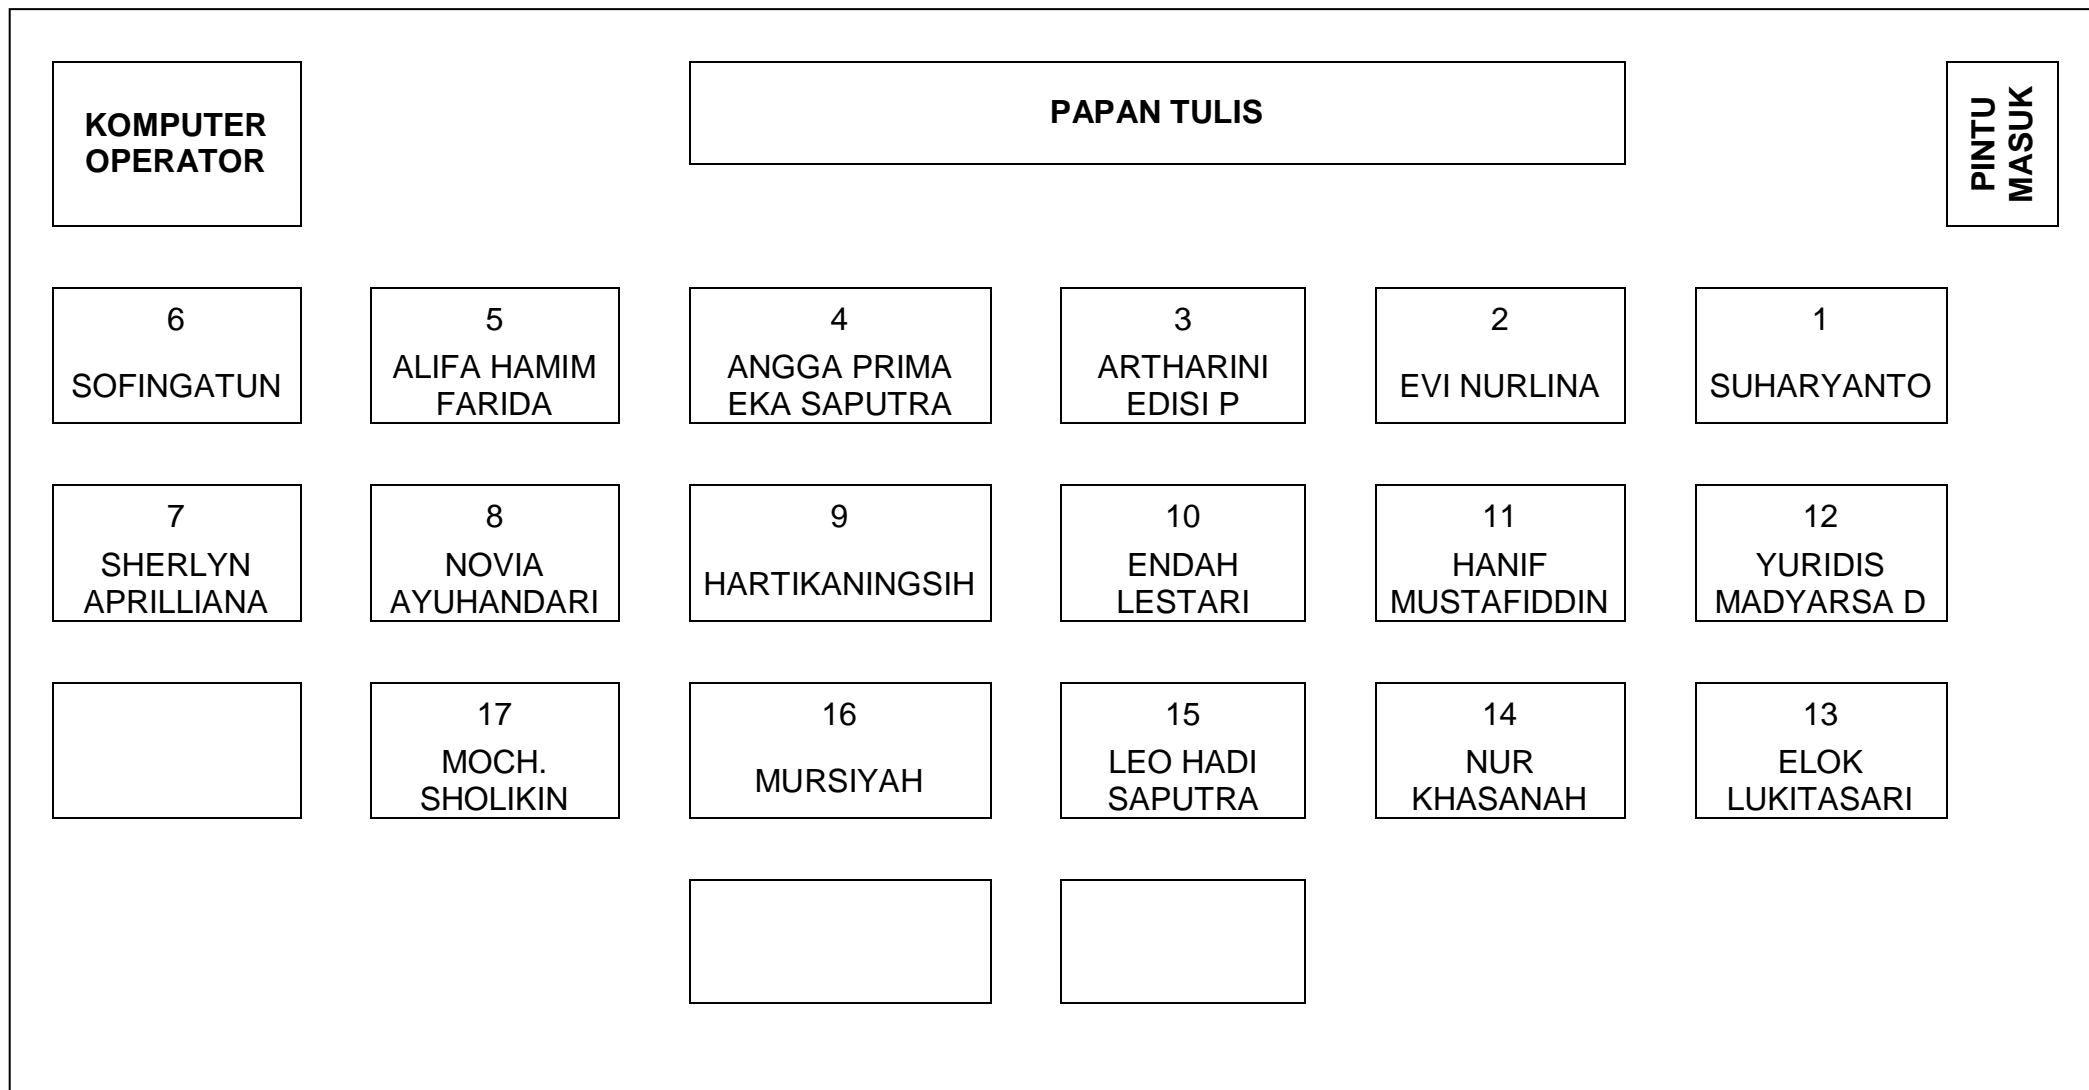 KOMPUTER
OPERATOR
PAPAN TULIS
PINTU
MASUK
6
SOFINGATUN
5
ALIFA HAMIM
FARIDA
4
ANGGA PRIMA
EKA SAPUTRA
3
ARTHARINI
EDISI P
2
EVI NURLINA
1
SUHARYANTO
7
SHERLYN
APRILLIANA
8
NOVIA
AYUHANDARI
9
HARTIKANINGSIH
10
ENDAH
LESTARI
11
HANIF
MUSTAFIDDIN
12
YURIDIS
MADYARSA D
17
MOCH.
SHOLIKIN
16
MURSIYAH
15
LEO HADI
SAPUTRA
14
NUR
KHASANAH
13
ELOK
LUKITASARI